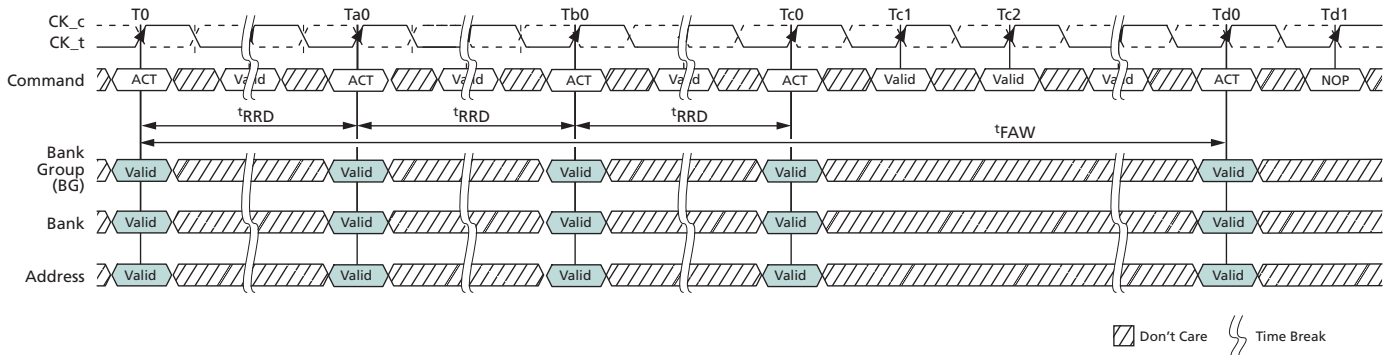 T0 Ta0 Tb0 Tc0 Tc1 Tc2 Td0 Td1
CK_c
CK_t
Command ACT Valid ACT Valid ACT Valid ACT Valid Valid Valid ACT NOP
tRRD tRRD tRRD
tFAW
Bank
Group
(BG)
Valid Valid Valid Valid Valid
Bank Valid Valid Valid Valid Valid
Address Valid Valid Valid Valid Valid
Don't Care Time Break